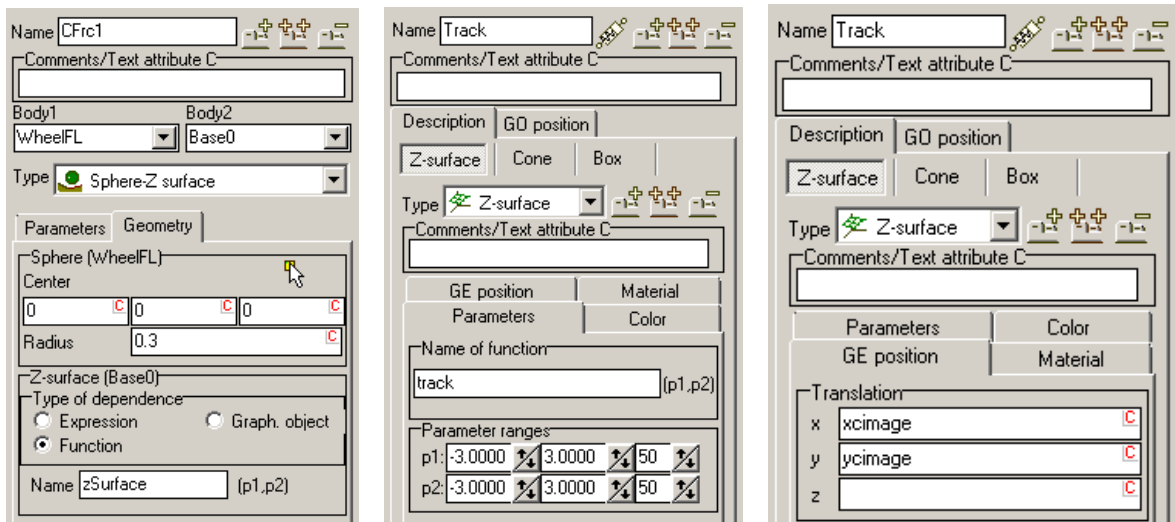 Name CFrc1
Comments/Text attribute C
Body1 Body2
WheelFL Base0
Type Sphere-Z surface
Parameters Geometry
Sphere (WheelFL)
Center
0 C 0 C 0 C
Radius 0.3 C
Z-surface (Base0)
Type of dependence
Expression Graph. object
Function
Name zSurface (p1,p2)
Name Track
Comments/Text attribute C
Description GO position
Z-surface Cone Box
Type Z-surface
Comments/Text attribute C
GE position Material
Parameters Color
Name of function
track (p1,p2)
Parameter ranges
p1: -3.0000 3.0000 50
p2: -3.0000 3.0000 50
Name Track
Comments/Text attribute C
Description GO position
Z-surface Cone Box
Type Z-surface
Comments/Text attribute C
Parameters Color
GE position Material
Translation
x xcimage C
y ycimage C
z C